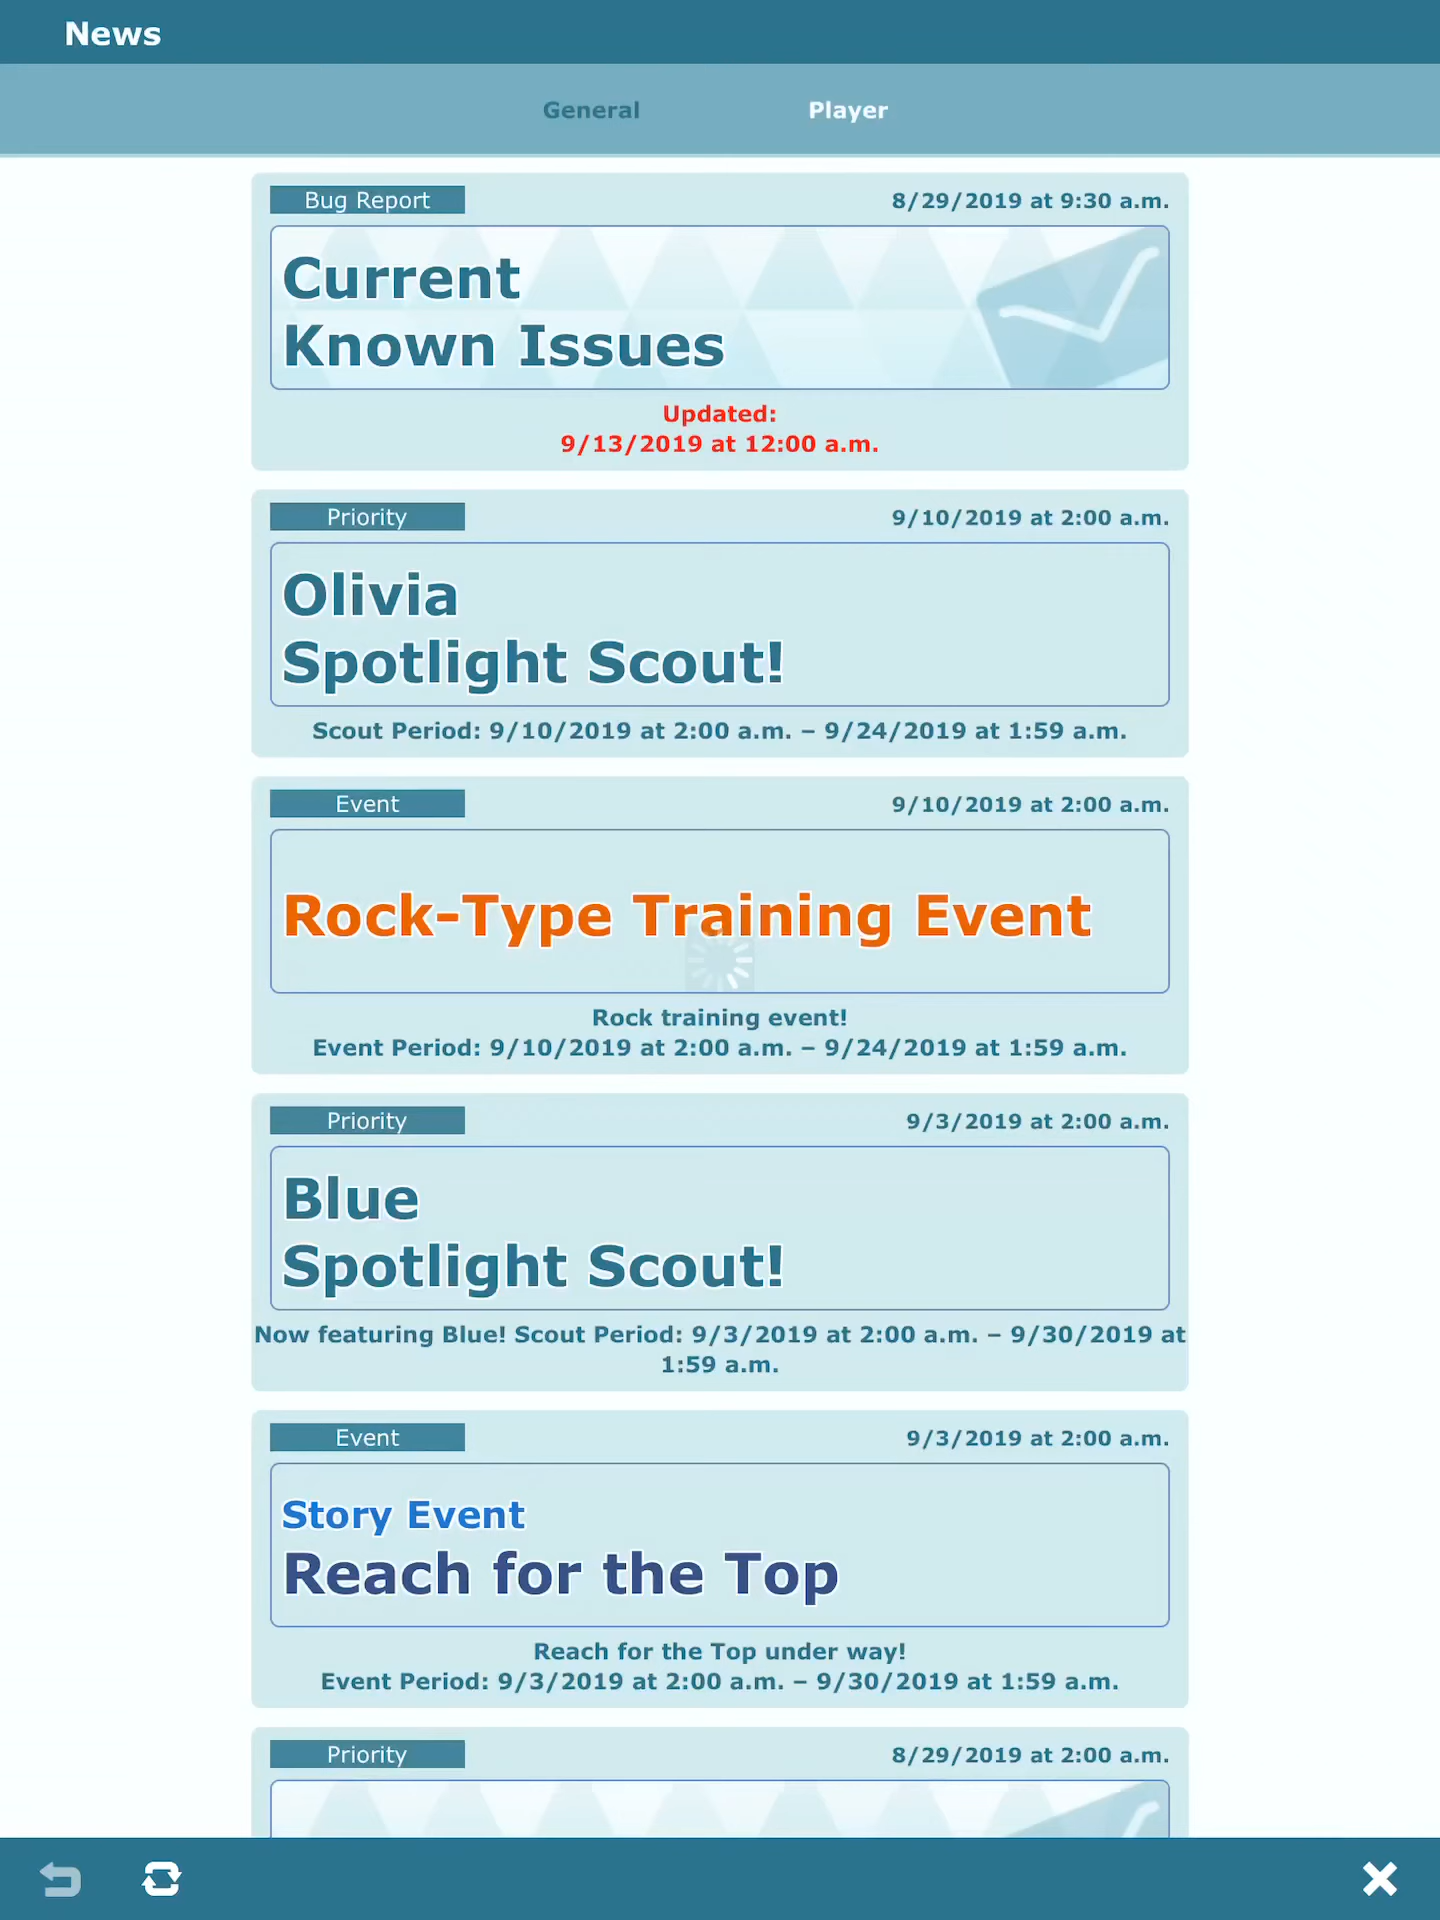 News
General
Player
Bug Report
8/29/2019 at 9:30 a.m.
Current
Known Issues
Updated:
9/13/2019 at 12:00 a.m.
Priority
9/10/2019 at 2:00 a.m.
Olivia
Spotlight Scout!
Scout Period: 9/10/2019 at 2:00 a.m. – 9/24/2019 at 1:59 a.m.
Event
9/10/2019 at 2:00 a.m.
Rock-Type Training Event
Rock training event!
Event Period: 9/10/2019 at 2:00 a.m. – 9/24/2019 at 1:59 a.m.
Priority
9/3/2019 at 2:00 a.m.
Blue
Spotlight Scout!
Now featuring Blue! Scout Period: 9/3/2019 at 2:00 a.m. – 9/30/2019 at
1:59 a.m.
Event
9/3/2019 at 2:00 a.m.
Story Event
Reach for the Top
Reach for the Top under way!
Event Period: 9/3/2019 at 2:00 a.m. – 9/30/2019 at 1:59 a.m.
Priority
8/29/2019 at 2:00 a.m.